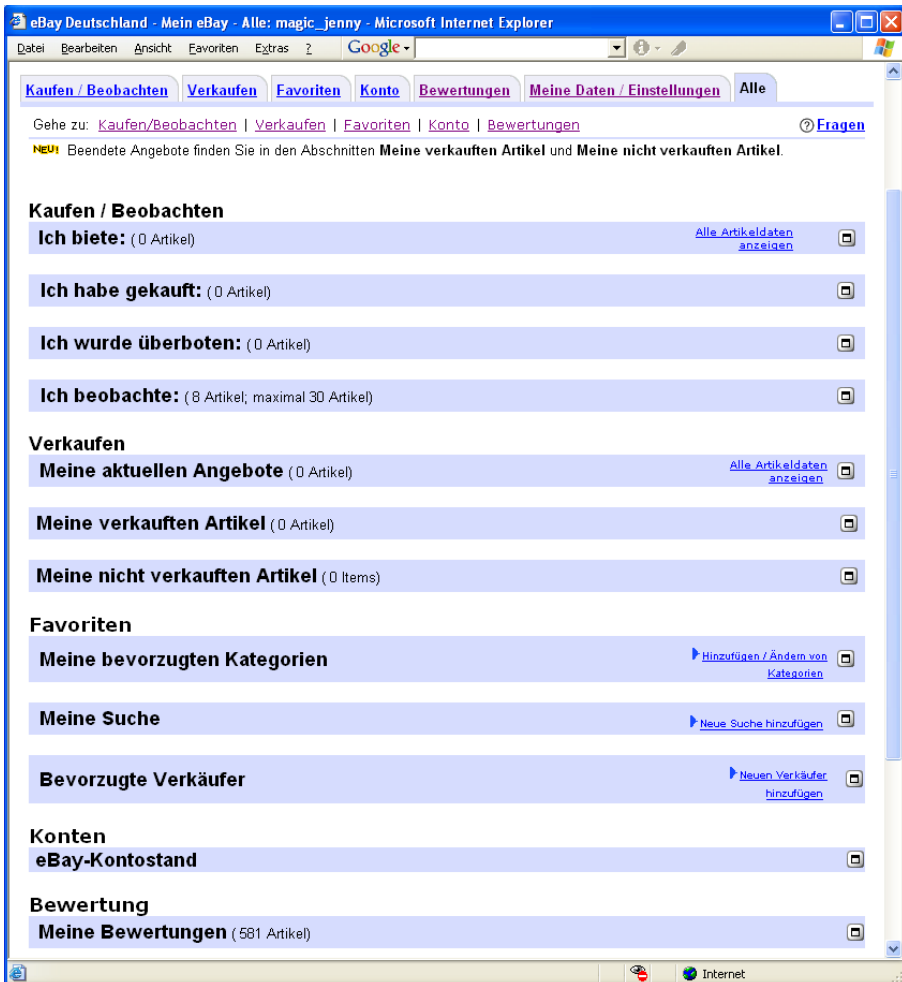 eBay Deutschland - Mein eBay - Alle: magic_jenny - Microsoft Internet Explorer
Datei Bearbeiten Ansicht Favoriten Extras ? Google
Kaufen / Beobachten Verkaufen Favoriten Konto Bewertungen Meine Daten / Einstellungen Alle
Gehe zu: Kaufen/Beobachten | Verkaufen | Favoriten | Konto | Bewertungen ? Fragen
NEU! Beendete Angebote finden Sie in den Abschnitten Meine verkauften Artikel und Meine nicht verkauften Artikel.
Kaufen / Beobachten
Ich biete: ( 0 Artikel) Alle Artikeldaten
anzeigen
Ich habe gekauft: ( 0 Artikel)
Ich wurde überboten: ( 0 Artikel)
Ich beobachte: ( 8 Artikel; maximal 30 Artikel)
Verkaufen
Meine aktuellen Angebote ( 0 Artikel) Alle Artikeldaten
anzeigen
Meine verkauften Artikel ( 0 Artikel)
Meine nicht verkauften Artikel ( 0 Items)
Favoriten
Meine bevorzugten Kategorien Hinzufügen / Ändern von
Kategorien
Meine Suche Neue Suche hinzufügen
Bevorzugte Verkäufer Neuen Verkäufer
hinzufügen
Konten
eBay-Kontostand
Bewertung
Meine Bewertungen ( 581 Artikel)
Internet